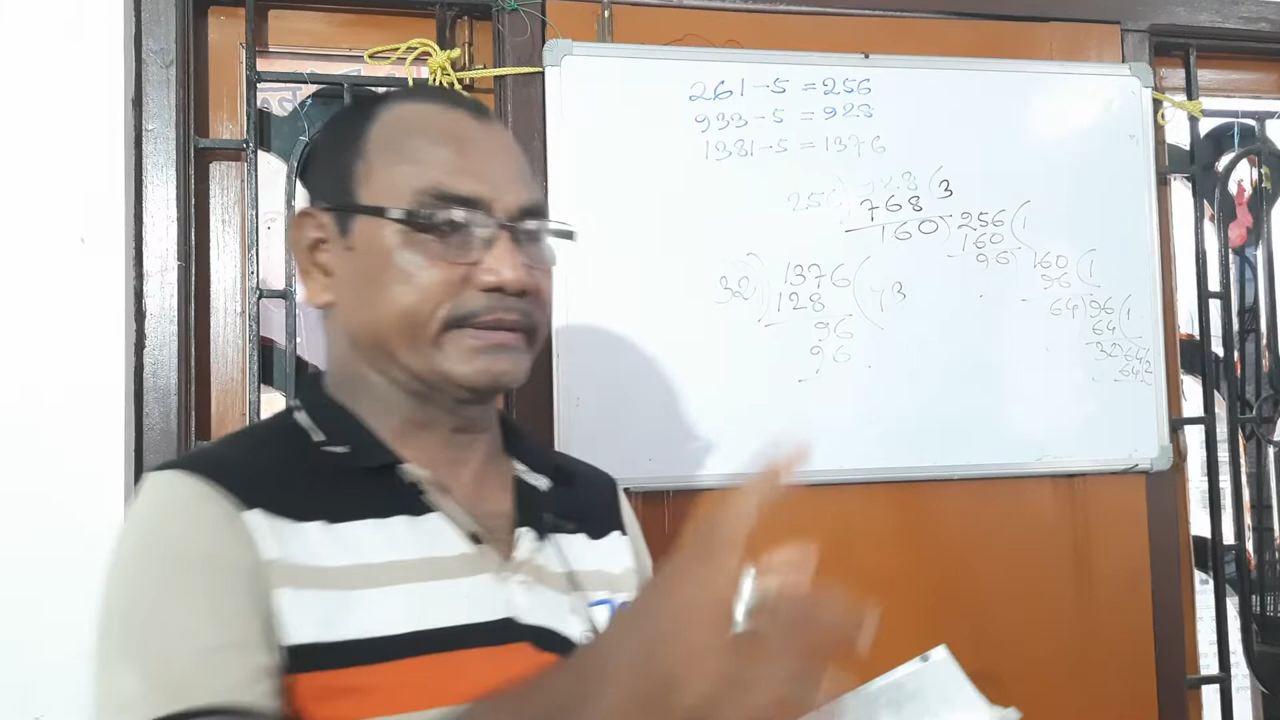 261-5 = 256
933-5 = 928
1381-5 = 1376
256) 928 (3
768
160) 256 (1
160
96 160 (1
96
64) 96 (1
64
32) 64 (2
64
32) 1376 (43
128
96
96